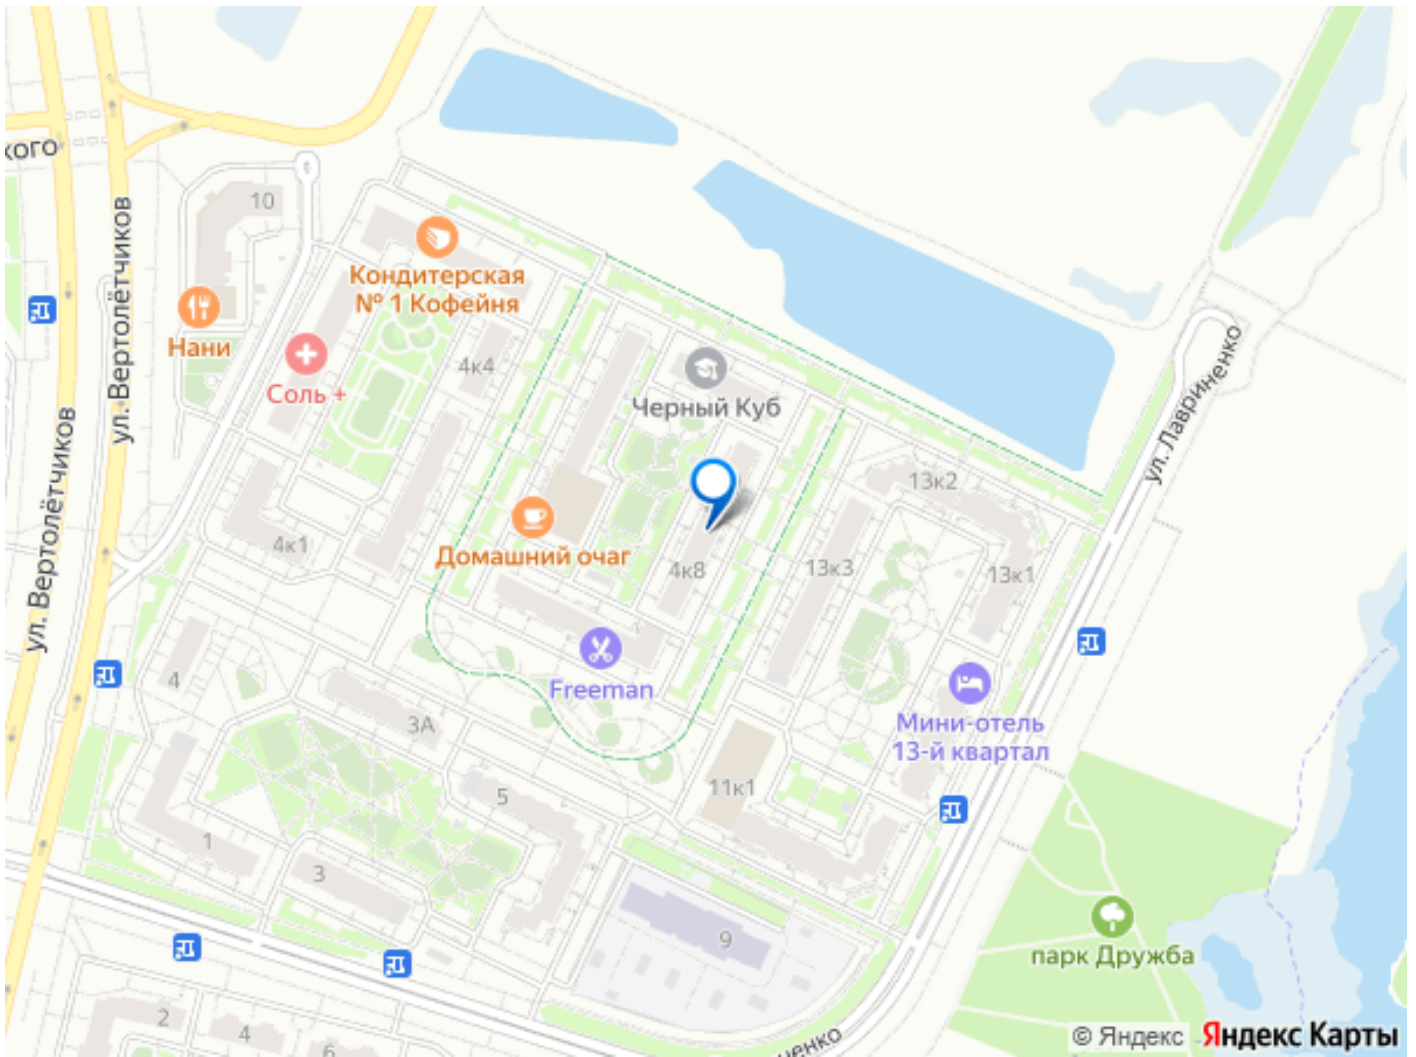 кого
10
ул. Вертолётчиков
Кондитерская
№ 1 Кофейня
Нани
Соль +
4к4
Черный Куб
ул. Лавриненко
ул. Вертолётчиков
13к2
Домашний очаг
4к1
4к8
13к3
13к1
Freeman
4
3А
Мини-отель
13-й квартал
11к1
5
1
3
9
парк Дружба
2
4
6
ненко
© Яндекс Яндекс Карты